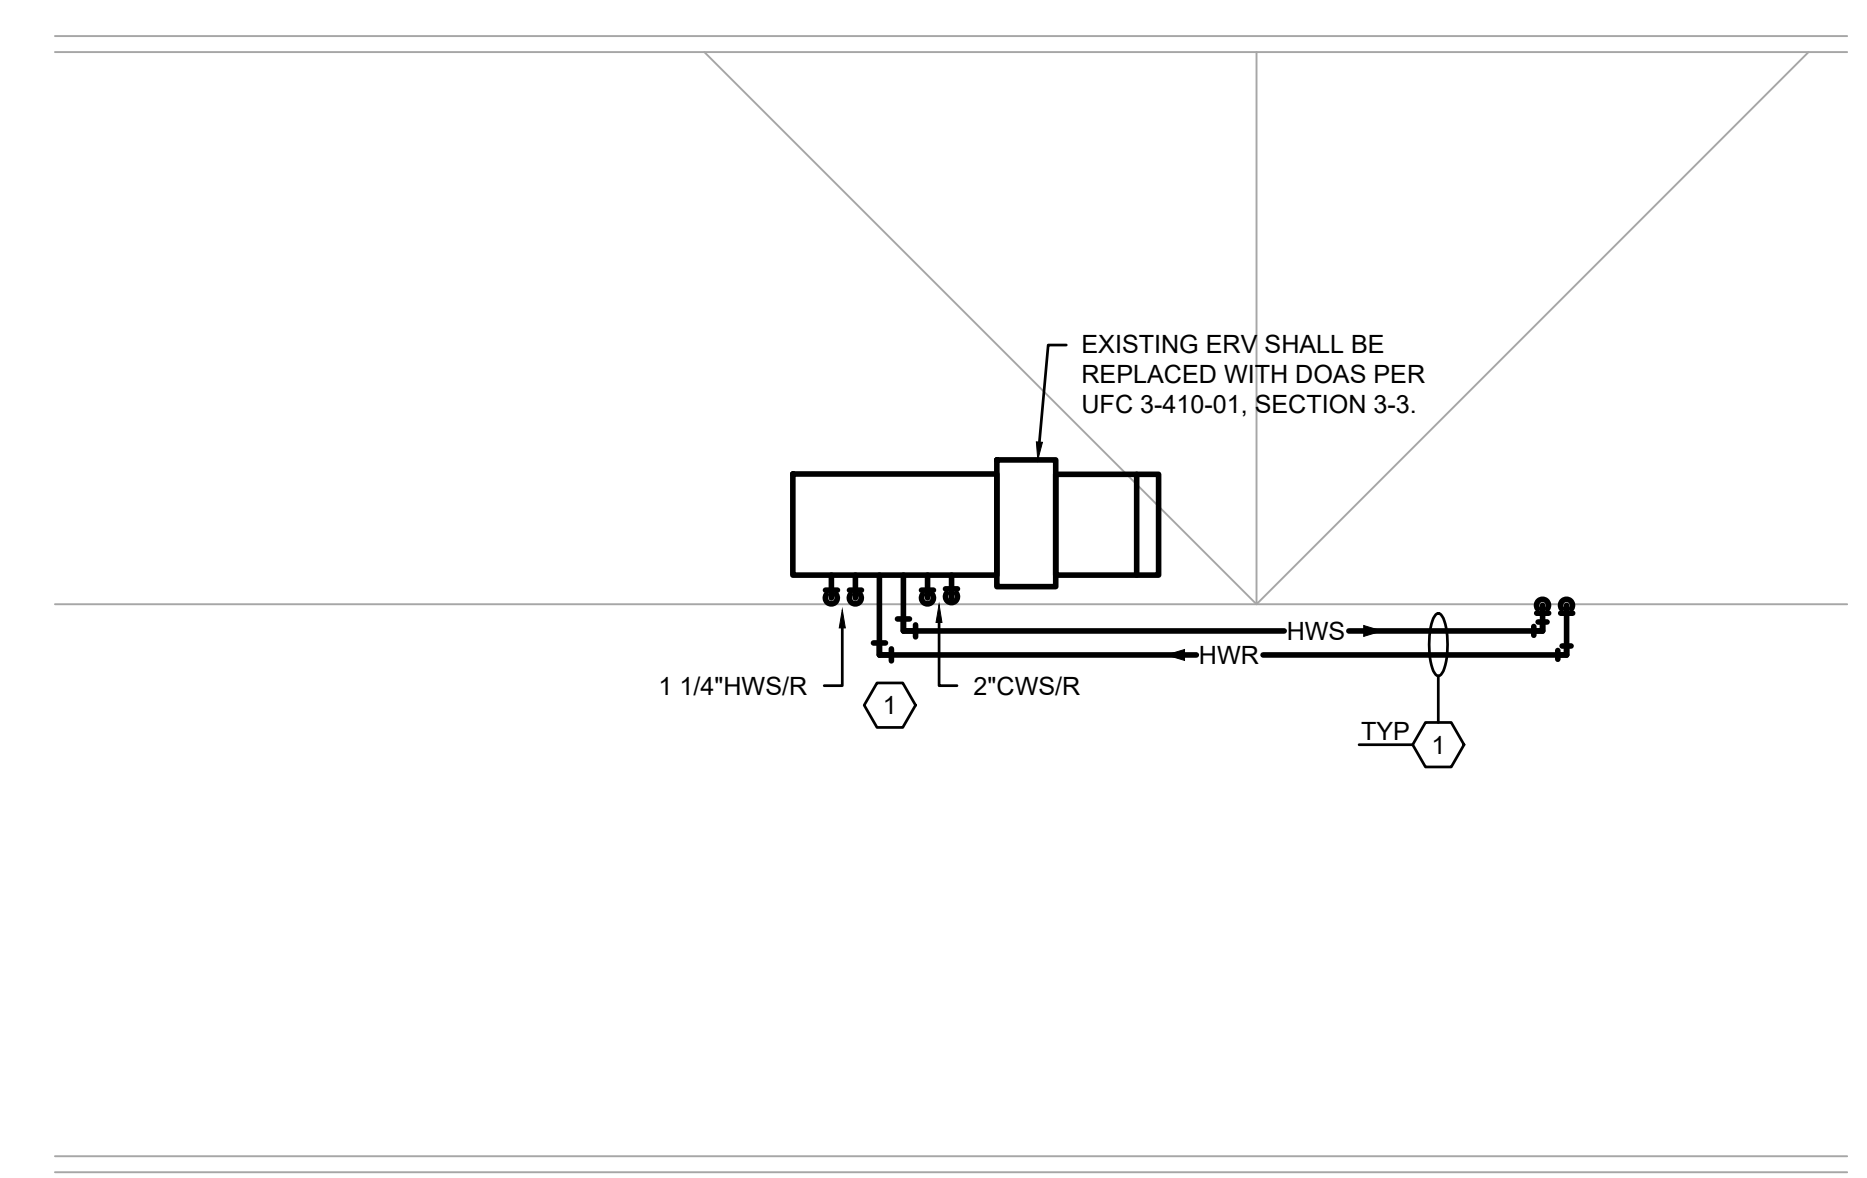 EXISTING ERV SHALL BE
REPLACED WITH DOAS PER
UFC 3-410-01, SECTION 3-3.
HWS
HWR
1 1/4"HWS/R
2"CWS/R
1
TYP
1